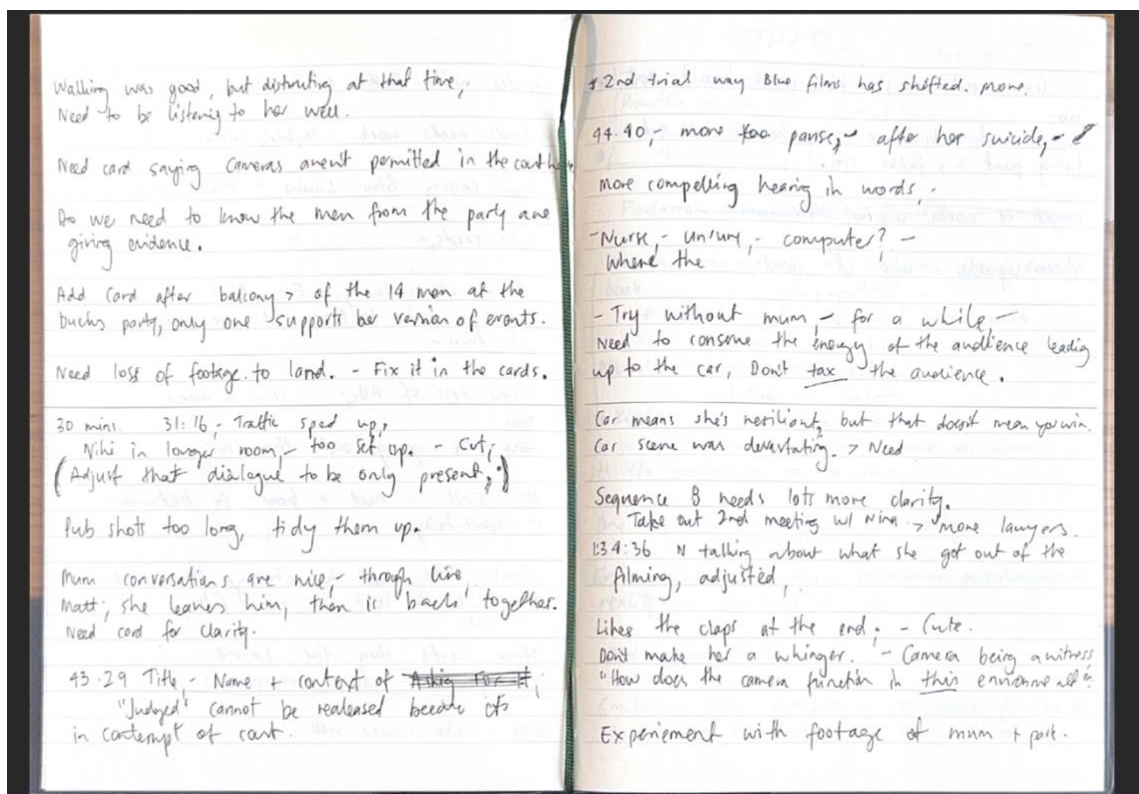 Walking was good, but distracting at that time,
Need to be listening to her well.
Need card saying cameras aren't permitted in the court
Do we need to know the men from the party are
giving evidence.
Add card after balcony > of the 14 men at the
bucks party, only one supports her version of events.
Need loss of footage to land. - Fix it in the cards.
30 mins. 31:16 - Traffic sped up,
in longer room, - too set up. - Cut,
(Adjust that dialogue to be only present,)
Pub shots too long, tidy them up.
Mum conversations are nice, - through line,
Matt, she leaves him, then is 'back' together.
Need card for clarity.
43.29 Title, - Name + context of Asking For It,
"Judged" cannot be realeased because its
in contempt of court.
2nd trial way Blue films has shifted. more,
44.40, - more too pause, - after her suicide, -
more compelling hearing in words.
- Nurse, - unsure, - computer? -
Where the
- Try without mum, - for a while, -
Need to conserve the energy of the audience leading
up to the car, Don't tax the audience.
Car means she's resilient, but that doesn't mean you win.
Car scene was devastating. > Need
Sequence 8 needs lots more clarity.
Take out 2nd meeting w/ Nina. > more lawyers.
1:34:36 N talking about what she got out of the
filming, adjusted,
Likes the claps at the end, - Cute.
Don't make her a whinger. - Camera being a witness
"How does the camera function in this environment"?
Experiement with footage of mum + port.